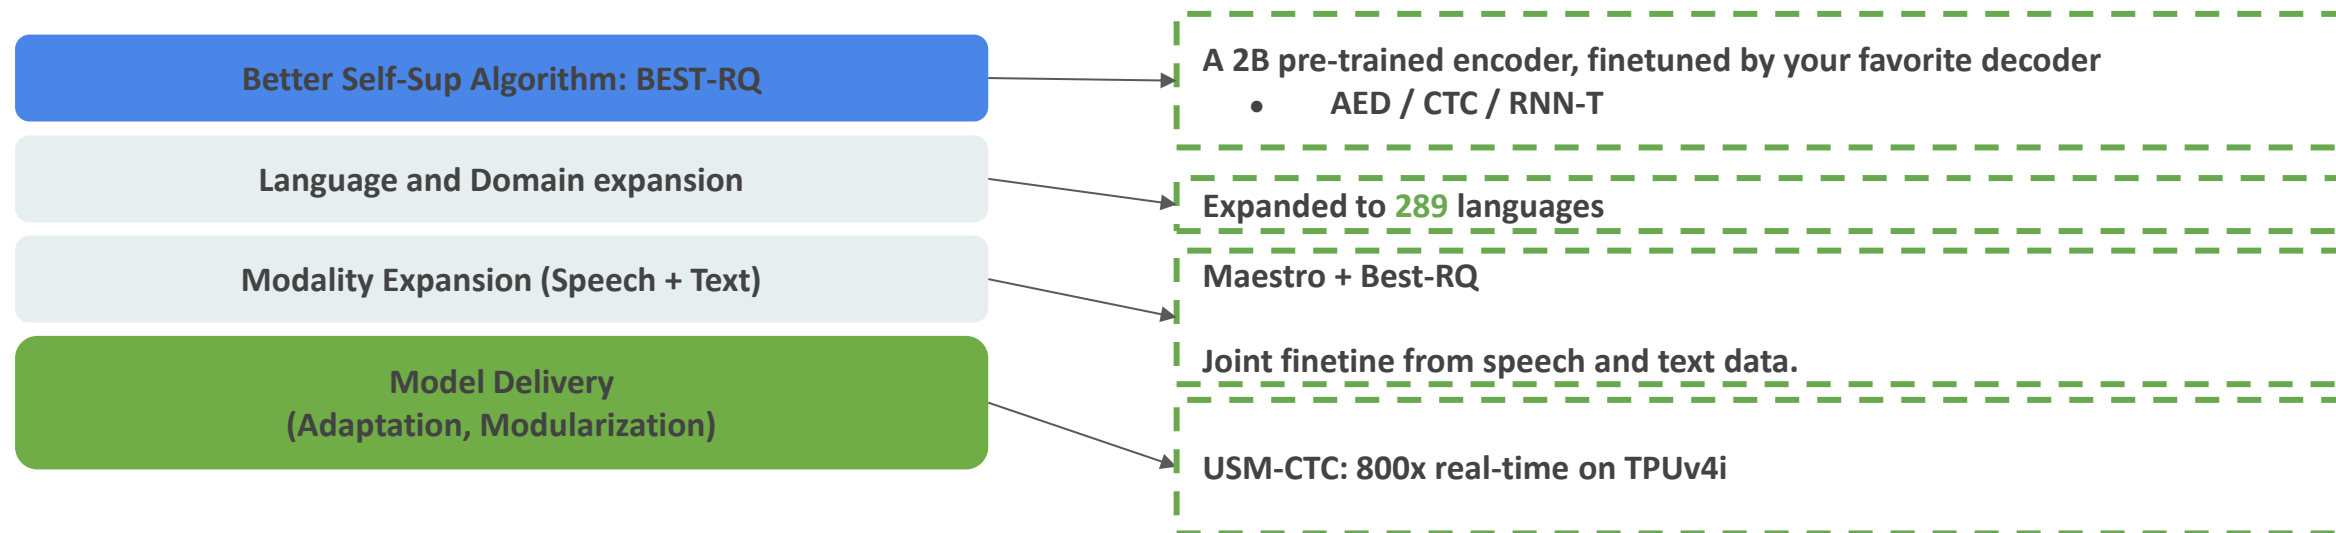 Better Self-Sup Algorithm: BEST-RQ
A 2B pre-trained encoder, finetuned by your favorite decoder
● AED / CTC / RNN-T
Language and Domain expansion
Expanded to 289 languages
Modality Expansion (Speech + Text)
Maestro + Best-RQ
Joint finetine from speech and text data.
Model Delivery
(Adaptation, Modularization)
USM-CTC: 800x real-time on TPUv4i